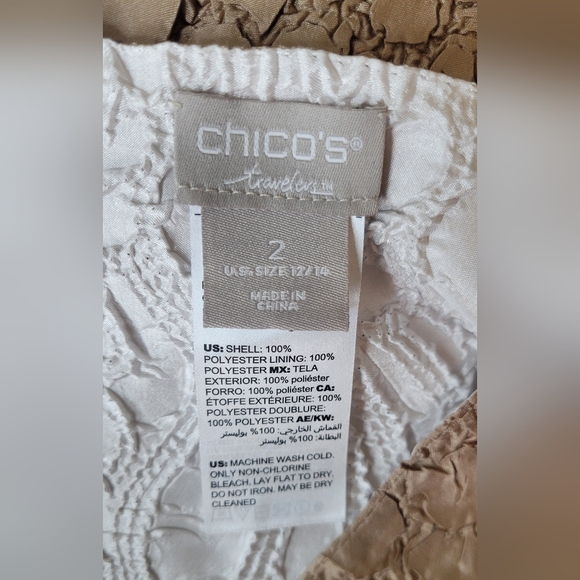 chico's®
travelers™
2
U.S. SIZE 12/14
MADE IN
CHINA
US: SHELL: 100%
POLYESTER LINING: 100%
POLYESTER MX: TELA
EXTERIOR: 100% poliéster
FORRO: 100% poliéster CA:
ÉTOFFE EXTÉRIEURE: 100%
POLYESTER DOUBLURE:
100% POLYESTER AE/KW:
القماش الخارجي: 100% بوليستر
البطانة: 100% بوليستر
US: MACHINE WASH COLD.
ONLY NON-CHLORINE
BLEACH. LAY FLAT TO DRY.
DO NOT IRON. MAY BE DRY
CLEANED